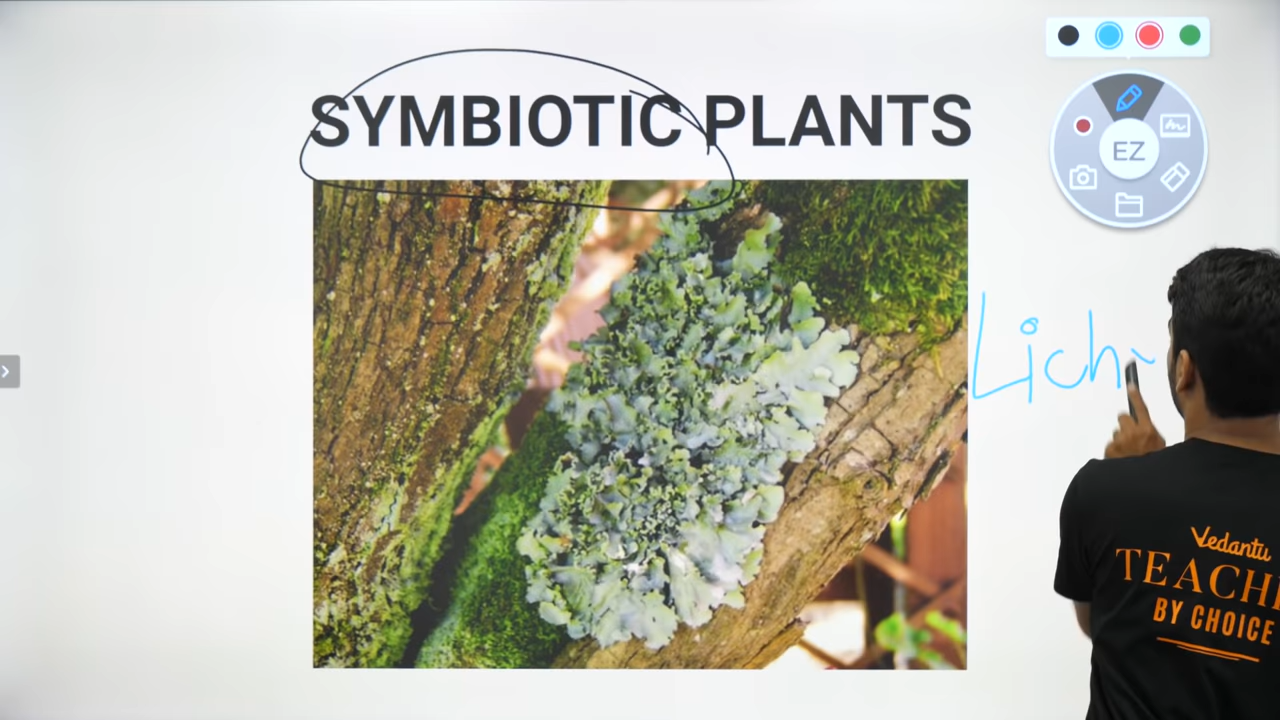 SYMBIOTIC PLANTS
EZ
Lich
Vedantu
TEACH
BY CHOICE